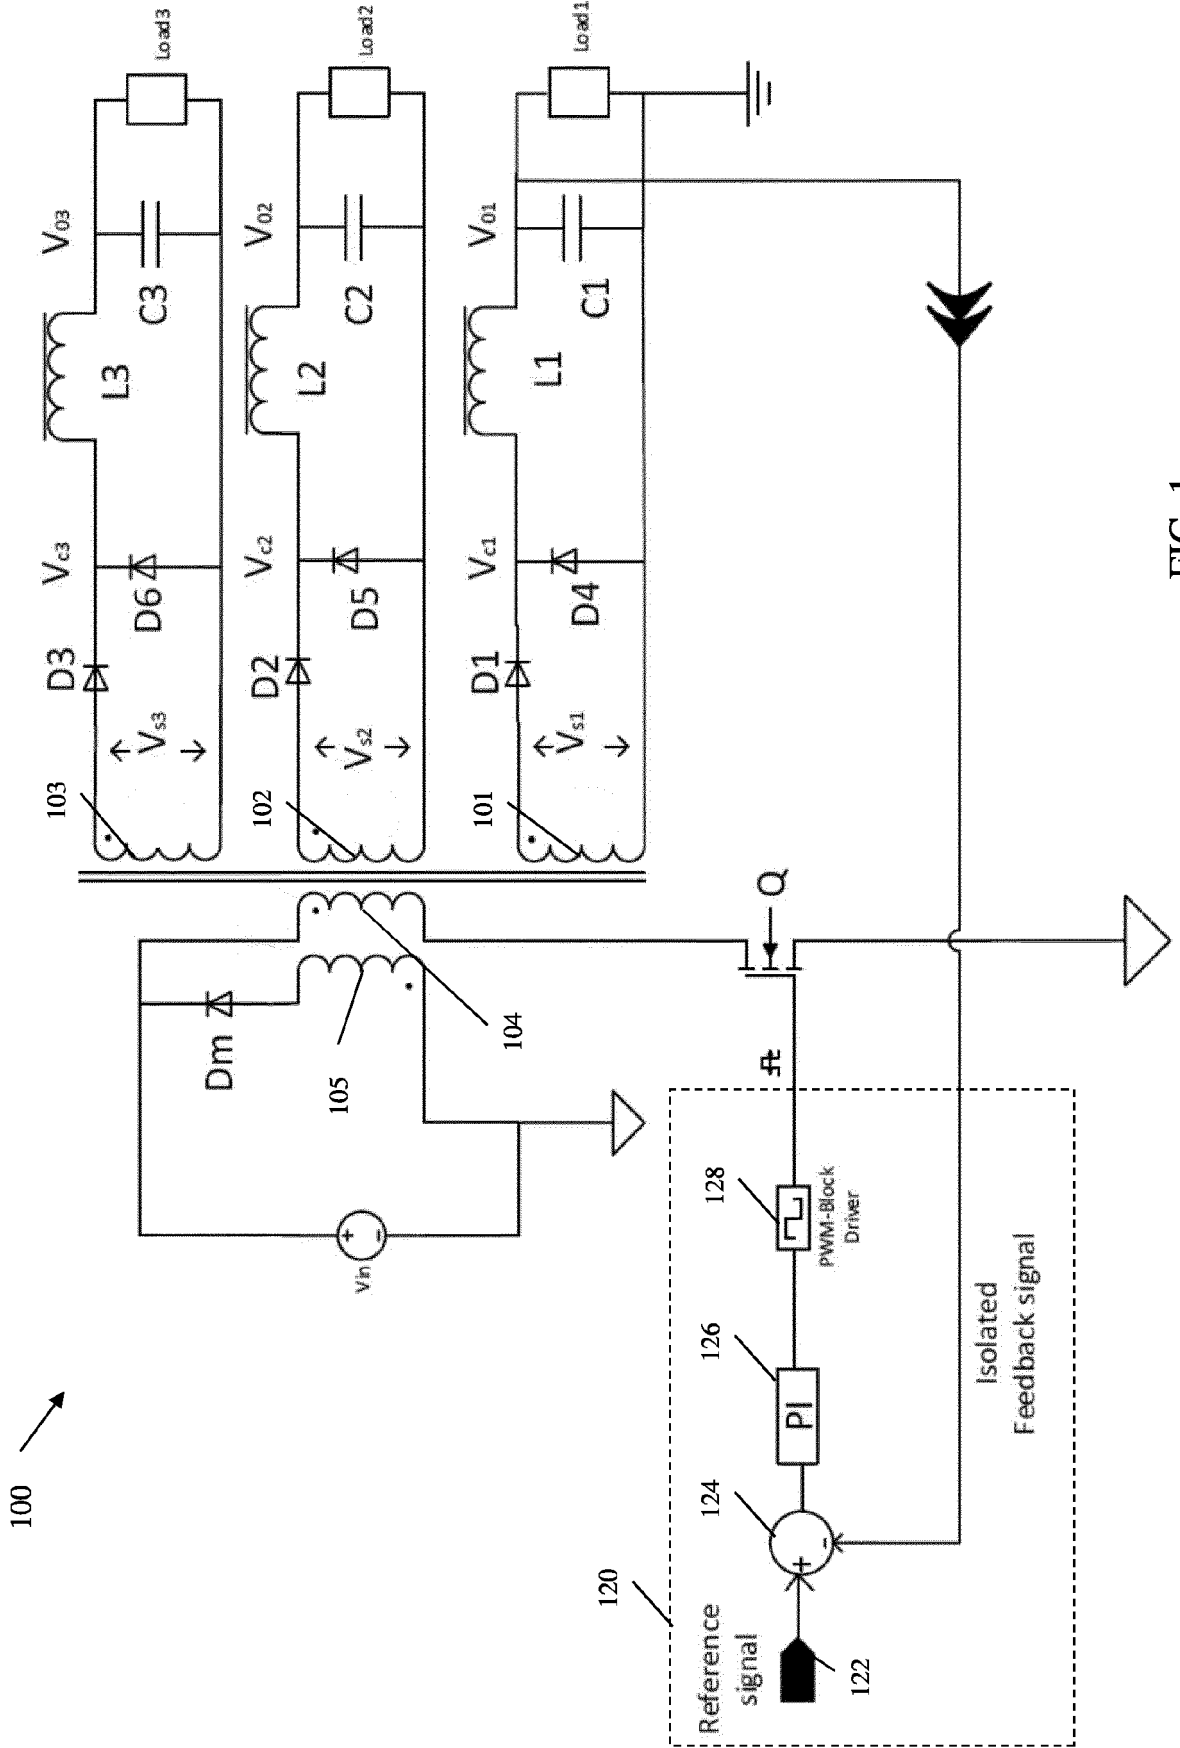 100
Vin
Dm
105
104
103
Vs3
D3
D6
Vc3
L3
C3
V03
Load3
102
Vs2
D2
D5
Vc2
L2
C2
V02
Load2
101
Vs1
D1
D4
Vc1
L1
C1
V01
Load1
Q
120
Reference
signal
122
+
-
124
PI
126
128
PWM-Block
Driver
Isolated
Feedback signal
FIG. 1